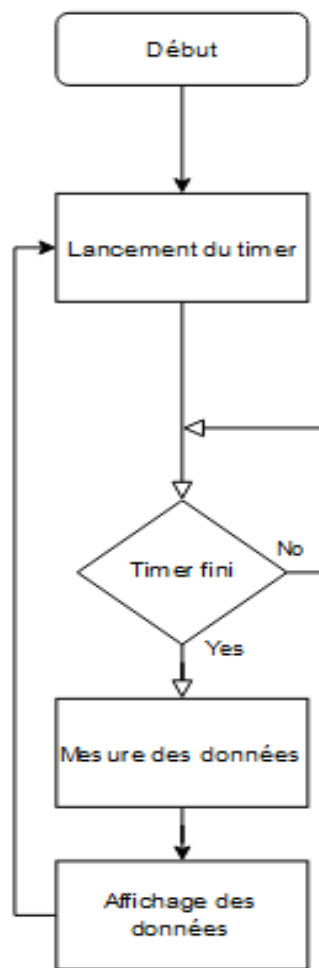 Début
Lancement du timer
No
Timer fini
Yes
Mesure des données
Affichage des
données